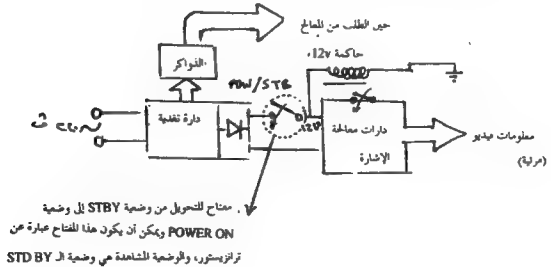 حين الطلب من المعالج
حاكمة 12v،
الذواكر
POW/STB
دارة تغذية
12V
دارات معالجة
الإشارة
معلومات فيديو
(مرئية)
مفتاح للتحويل من وضعية STBY إلى وضعية
POWER ON ويمكن أن يكون هذا المفتاح عبارة عن
ترانزيستور، والوضعية المشاهدة هي وضعية الـ STD BY